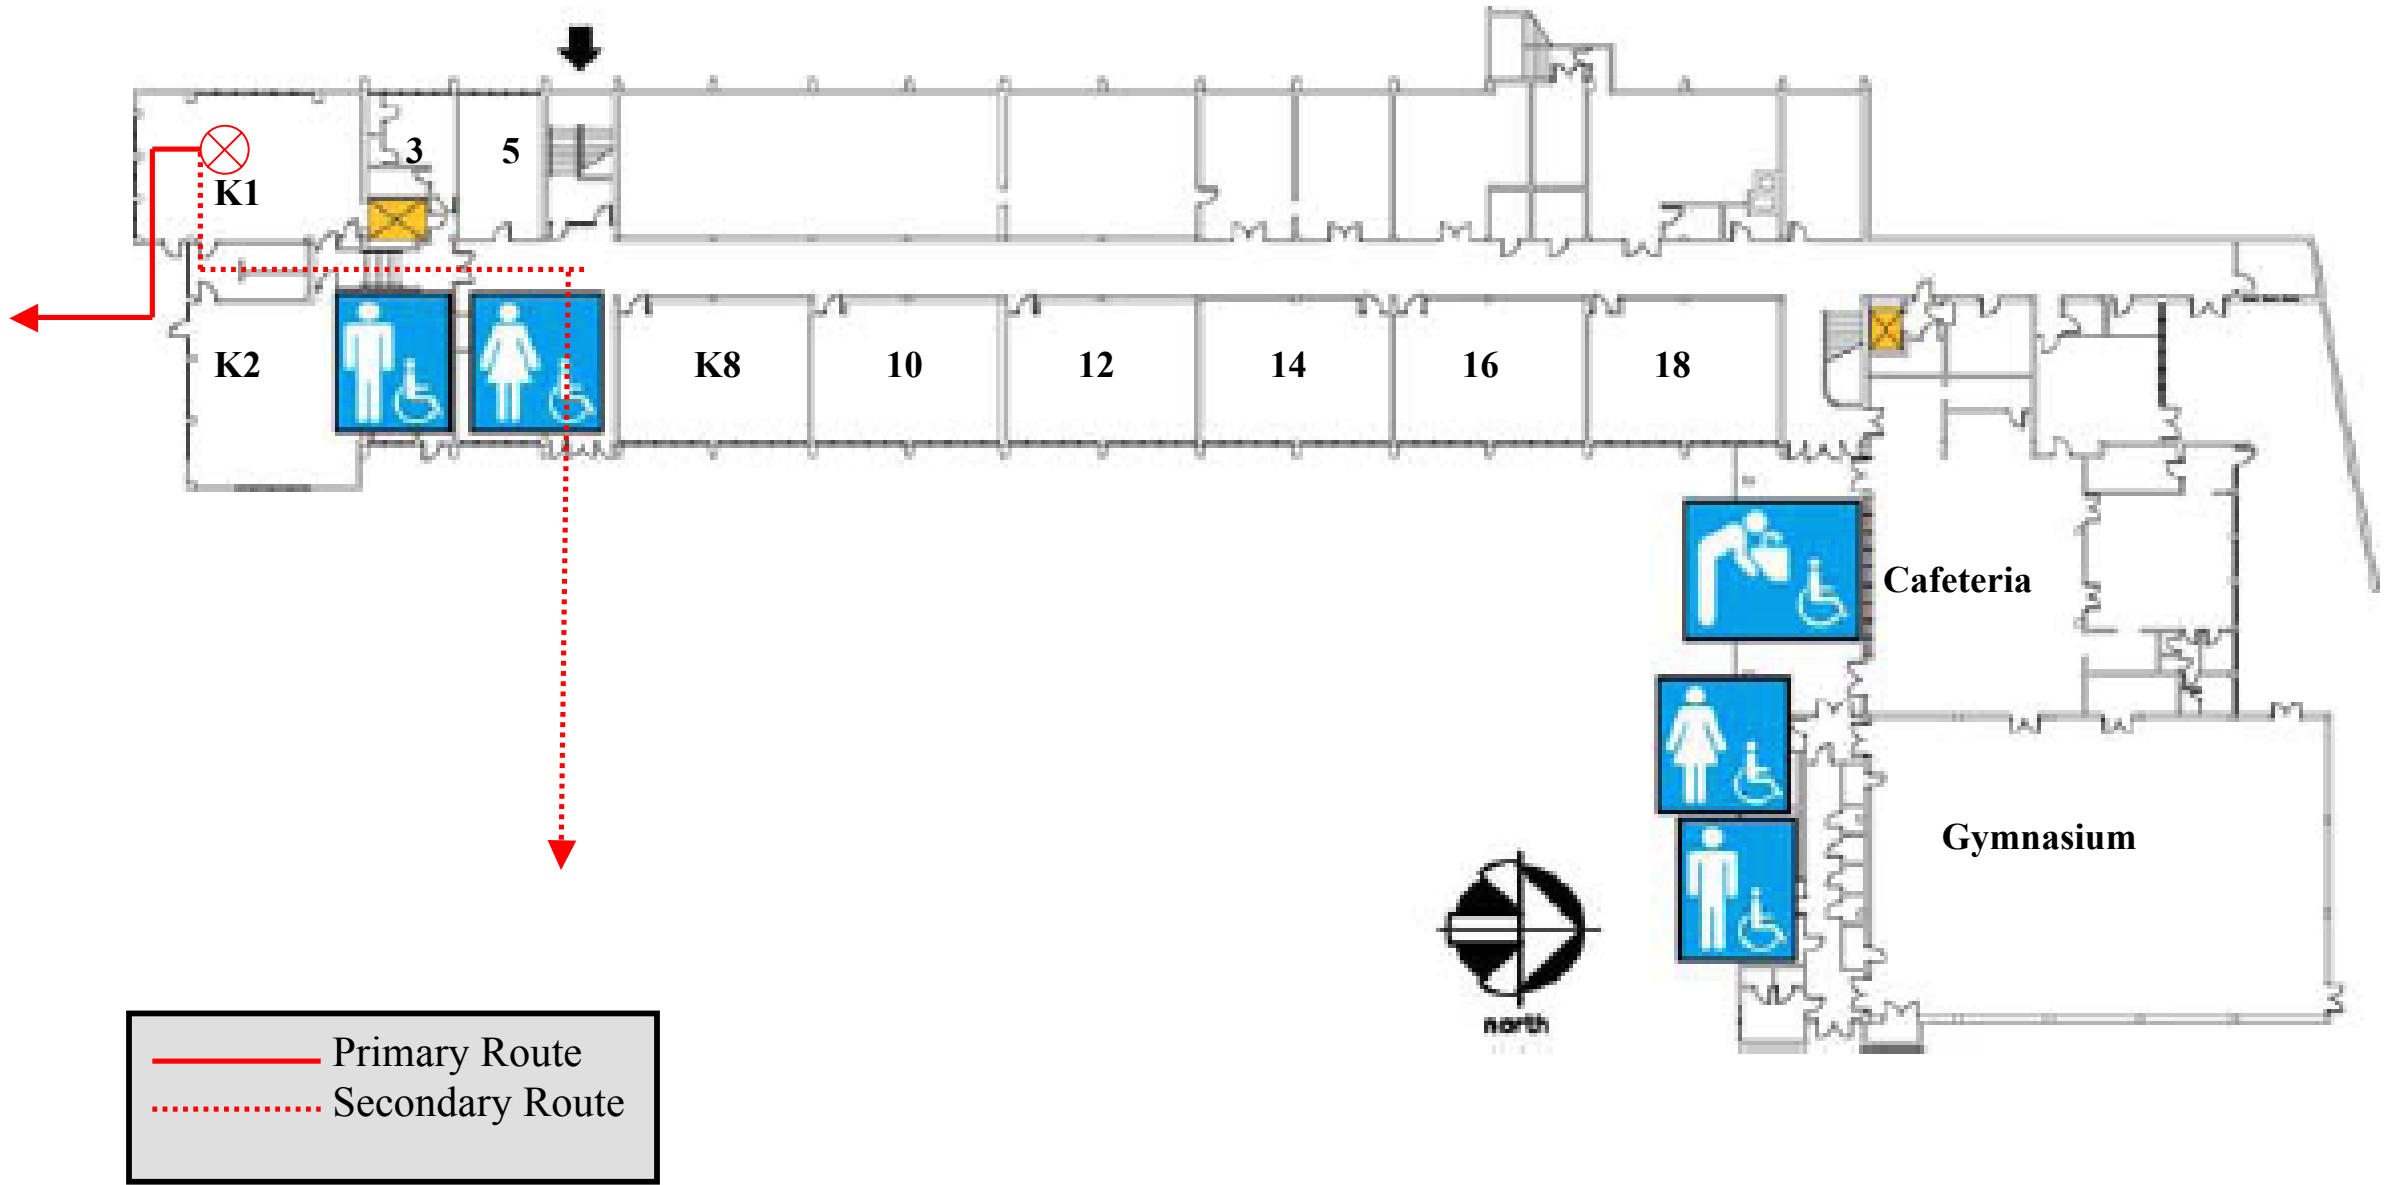 3
5
K1
K2
K8
10
12
14
16
18
Cafeteria
Gymnasium
north
Primary Route
Secondary Route